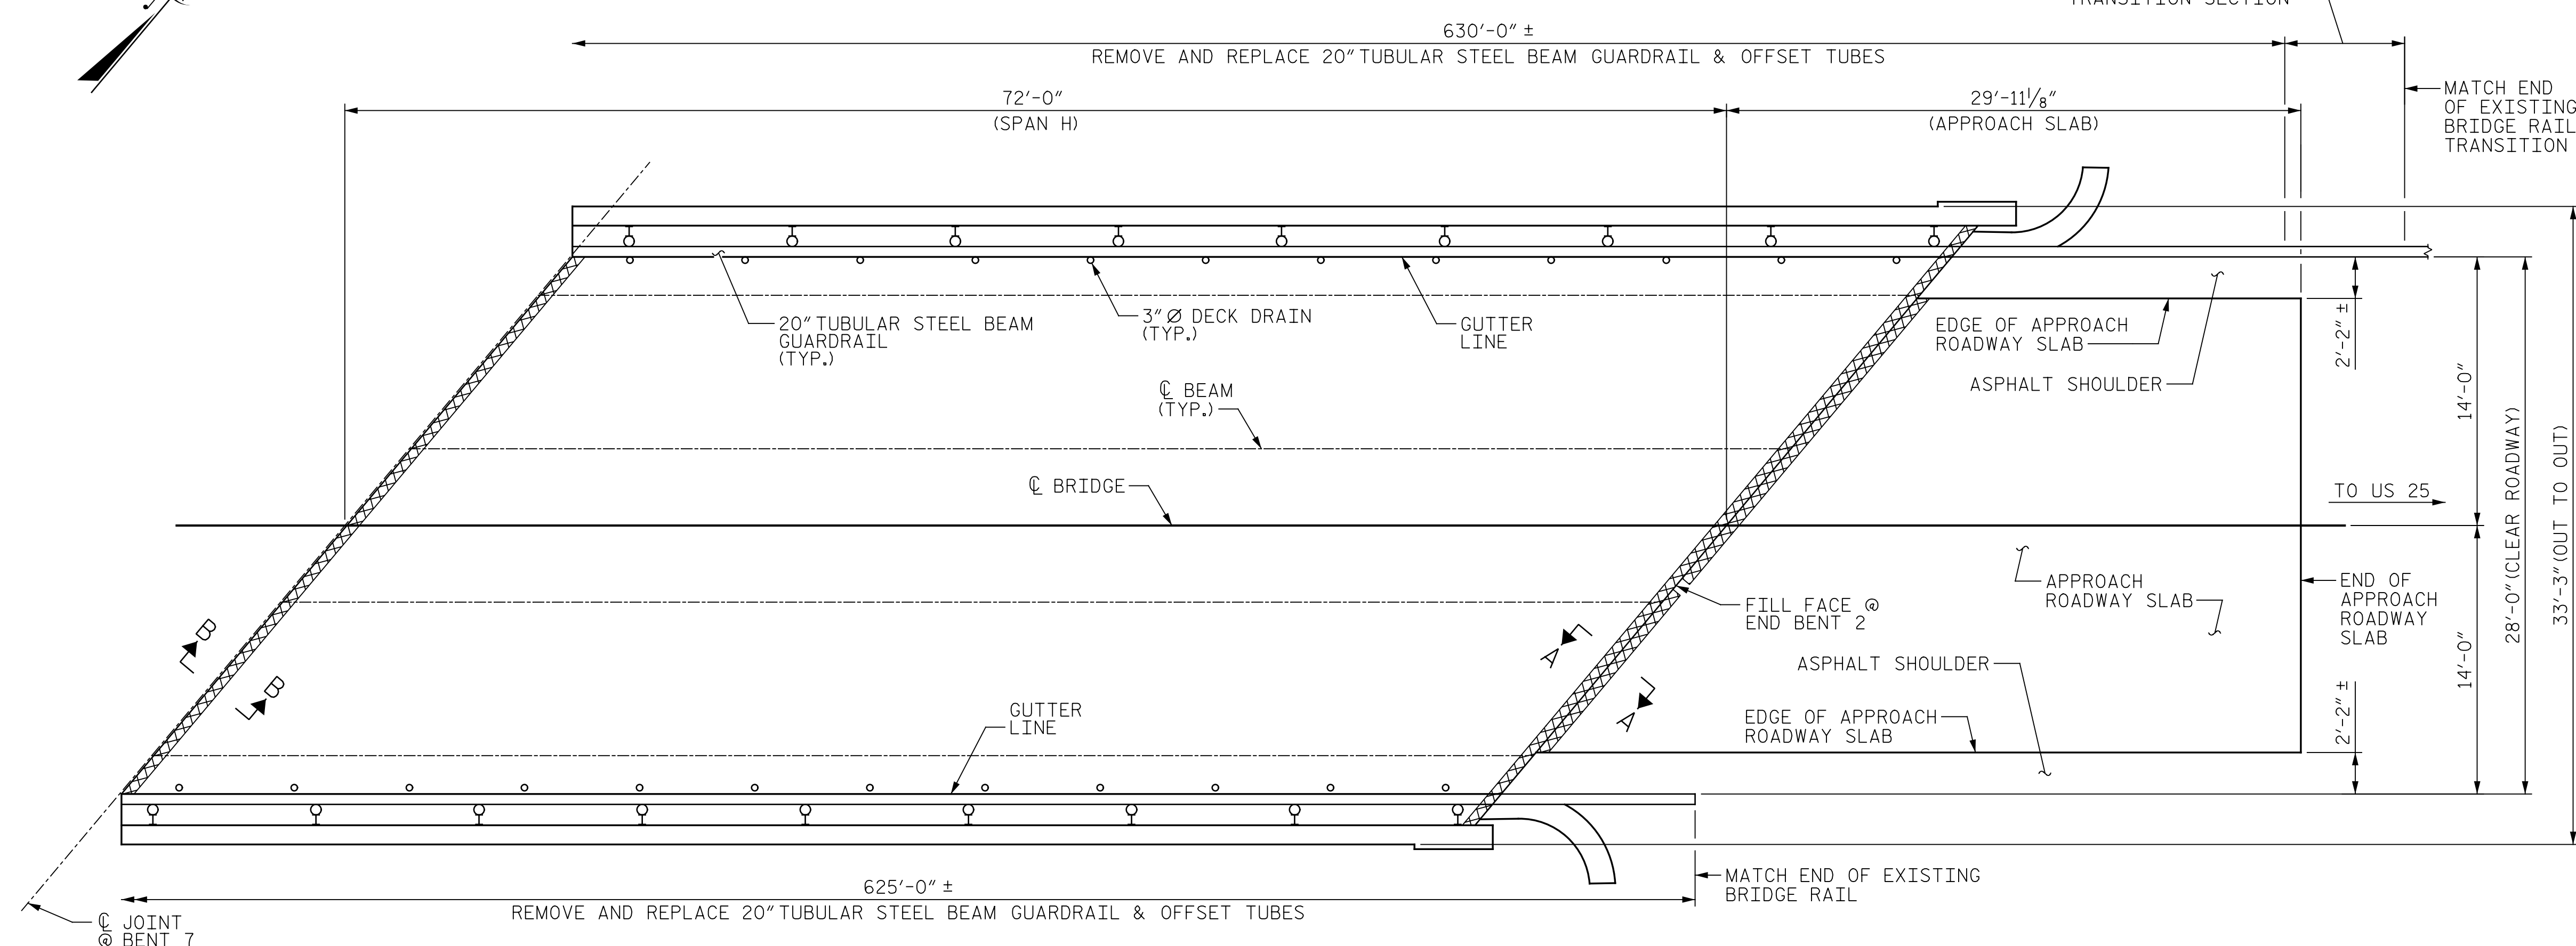 TRANSITION SECTION
630'-0" ±
REMOVE AND REPLACE 20" TUBULAR STEEL BEAM GUARDRAIL & OFFSET TUBES
72'-0"
(SPAN H)
29'-11 1/8"
(APPROACH SLAB)
MATCH END
OF EXISTING
BRIDGE RAIL
TRANSITION
20" TUBULAR STEEL BEAM
GUARDRAIL
(TYP.)
3" Ø DECK DRAIN
(TYP.)
GUTTER
LINE
EDGE OF APPROACH
ROADWAY SLAB
ASPHALT SHOULDER
2'-2" ±
14'-0"
28'-0" (CLEAR ROADWAY)
33'-3" (OUT TO OUT)
℄ BEAM
(TYP.)
℄ BRIDGE
TO US 25
APPROACH
ROADWAY SLAB
END OF
APPROACH
ROADWAY
SLAB
FILL FACE @
END BENT 2
B
B
A
A
ASPHALT SHOULDER
14'-0"
2'-2" ±
GUTTER
LINE
EDGE OF APPROACH
ROADWAY SLAB
625'-0" ±
REMOVE AND REPLACE 20" TUBULAR STEEL BEAM GUARDRAIL & OFFSET TUBES
MATCH END OF EXISTING
BRIDGE RAIL
℄ JOINT
@ BENT 7